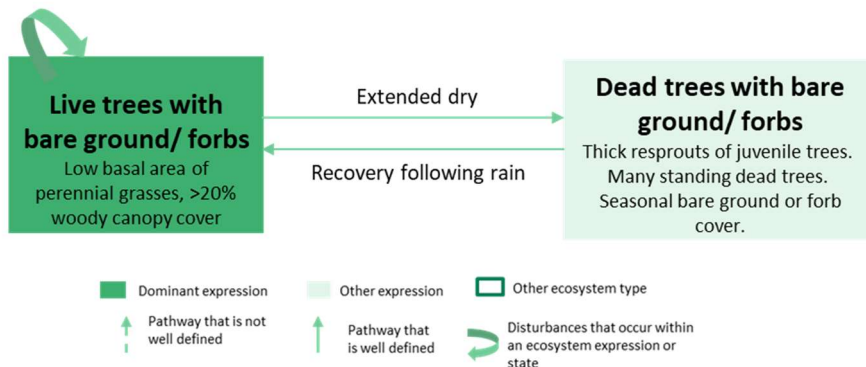 Live trees with
bare ground/ forbs
Low basal area of
perennial grasses, >20%
woody canopy cover
Extended dry
Recovery following rain
Dead trees with bare
ground/ forbs
Thick resprouts of juvenile trees.
Many standing dead trees.
Seasonal bare ground or forb
cover.
Dominant expression
Other expression
Other ecosystem type
Pathway that is not
well defined
Pathway that
is well defined
Disturbances that occur within
an ecosystem expression or
state